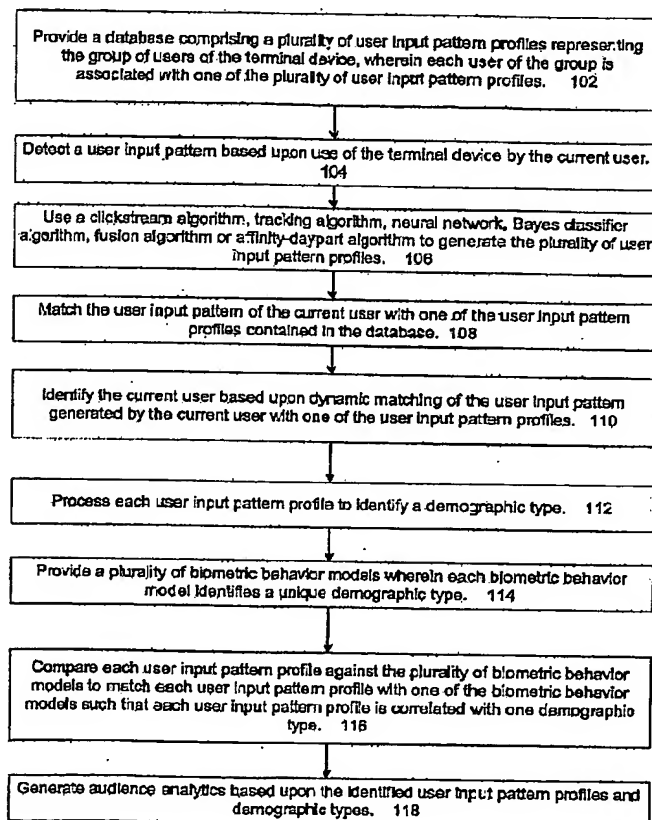 Provide a database comprising a plurality of user input pattern profiles representing
the group of users of the terminal device, wherein each user of the group is
associated with one of the plurality of user input pattern profiles. 102
Detect a user input pattern based upon use of the terminal device by the current user.
104
Use a clickstream algorithm, tracking algorithm, neural network, Bayes classifier
algorithm, fusion algorithm or affinity-daypart algorithm to generate the plurality of user
input pattern profiles. 106
Match the user input pattern of the current user with one of the user input pattern
profiles contained in the database. 108
Identify the current user based upon dynamic matching of the user input pattern
generated by the current user with one of the user input pattern profiles. 110
Process each user input pattern profile to identify a demographic type. 112
Provide a plurality of biometric behavior models wherein each biometric behavior
model identifies a unique demographic type. 114
Compare each user input pattern profile against the plurality of biometric behavior
models to match each user input pattern profile with one of the biometric behavior
models such that each user input pattern profile is correlated with one demographic
type. 116
Generate audience analytics based upon the identified user input pattern profiles and
demographic types. 118